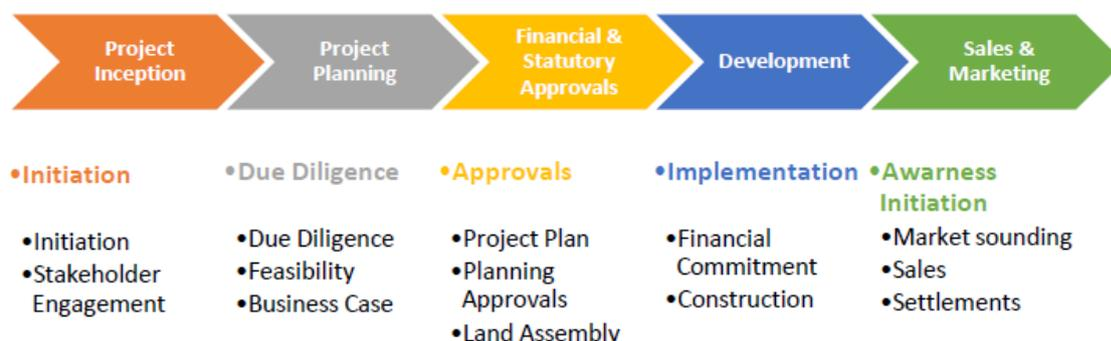 Project
Inception
Project
Planning
Financial &
Statutory
Approvals
Development
Sales &
Marketing
•Initiation
•Initiation
•Stakeholder
Engagement
•Due Diligence
•Due Diligence
•Feasibility
•Business Case
•Approvals
•Project Plan
•Planning
Approvals
•Land Assembly
•Implementation
•Financial
Commitment
•Construction
•Awarness
Initiation
•Market sounding
•Sales
•Settlements